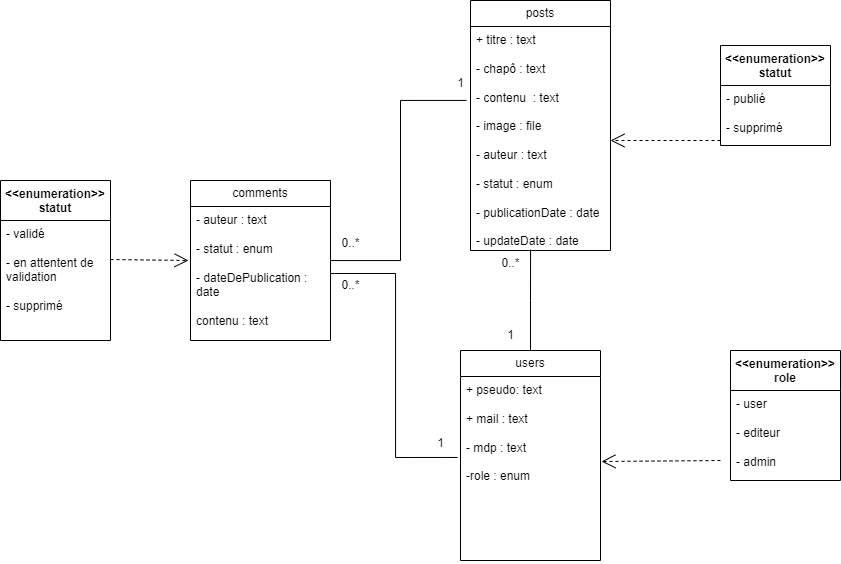 posts
+ titre : text
- chapô : text
- contenu : text
- image : file
- auteur : text
- statut : enum
- publicationDate : date
- updateDate : date
<<enumeration>>
statut
- publié
- supprimé
1
0..*
<<enumeration>>
statut
- validé
- en attentent de
validation
- supprimé
comments
- auteur : text
- statut : enum
- dateDePublication :
date
contenu : text
0..*
0..*
1
1
users
+ pseudo: text
+ mail : text
- mdp : text
-role : enum
<<enumeration>>
role
- user
- editeur
- admin